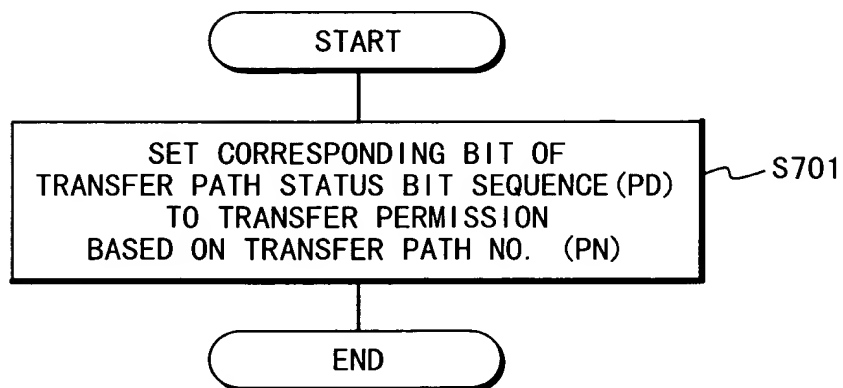 START
SET CORRESPONDING BIT OF
TRANSFER PATH STATUS BIT SEQUENCE(PD)
TO TRANSFER PERMISSION
BASED ON TRANSFER PATH NO. (PN)
S701
END